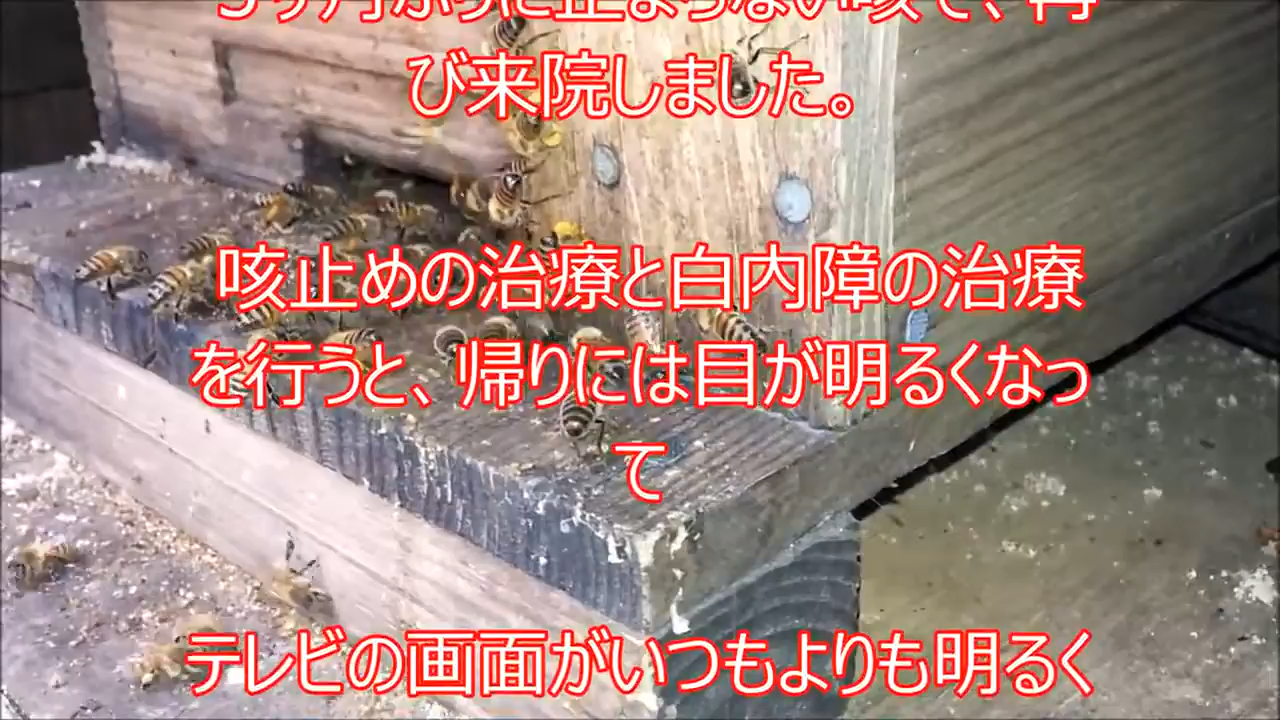 び来院しました。
咳止めの治療と白内障の治療
を行うと、帰りには目が明るくなっ
て
テレビの画面がいつもよりも明るく